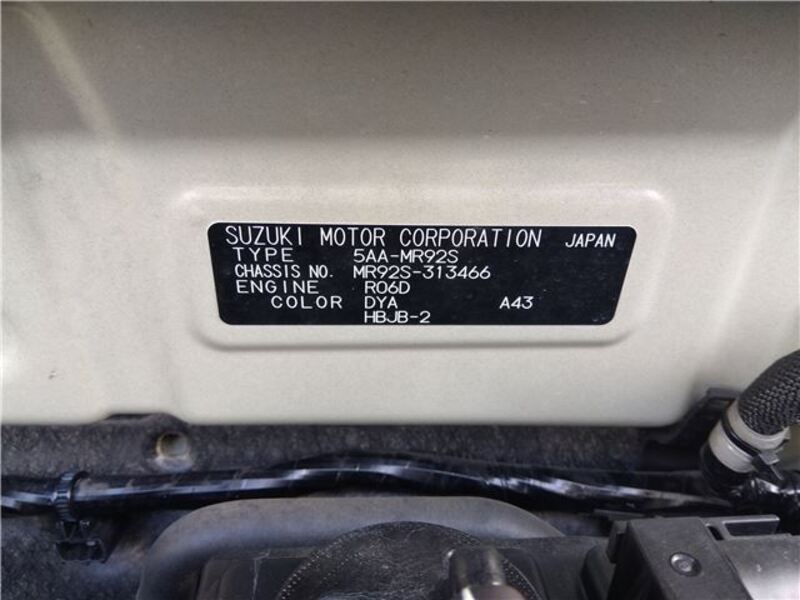 SUZUKI MOTOR CORPORATION JAPAN
TYPE 5AA-MR92S
CHASSIS NO. MR92S-313466
ENGINE R06D
COLOR DYA A43
HBJB-2